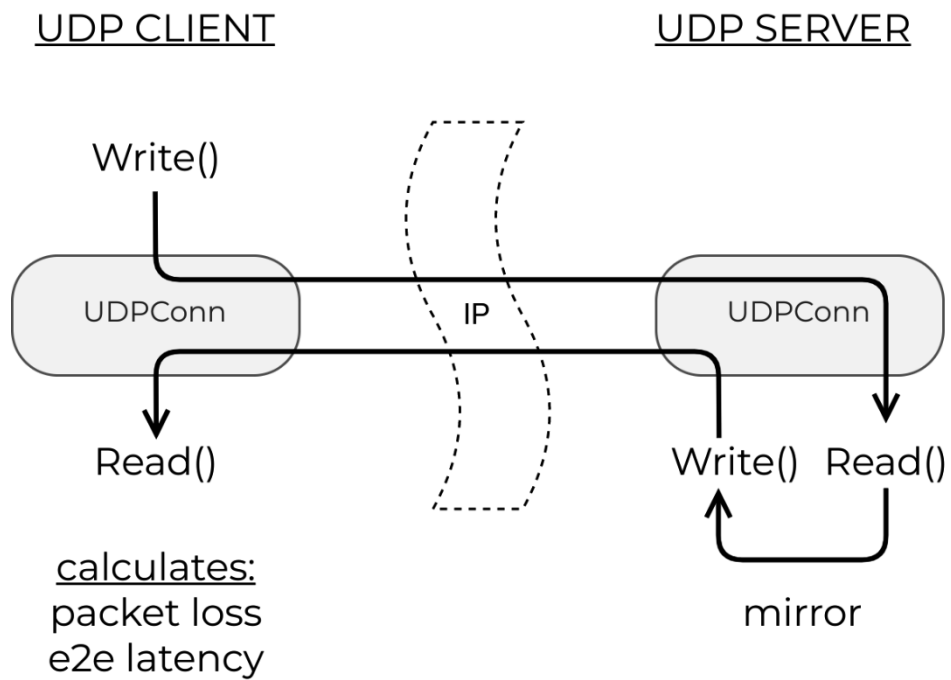 UDP CLIENT
UDP SERVER
Write()
UDPConn
IP
UDPConn
Read()
Write()
Read()
calculates:
packet loss
e2e latency
mirror